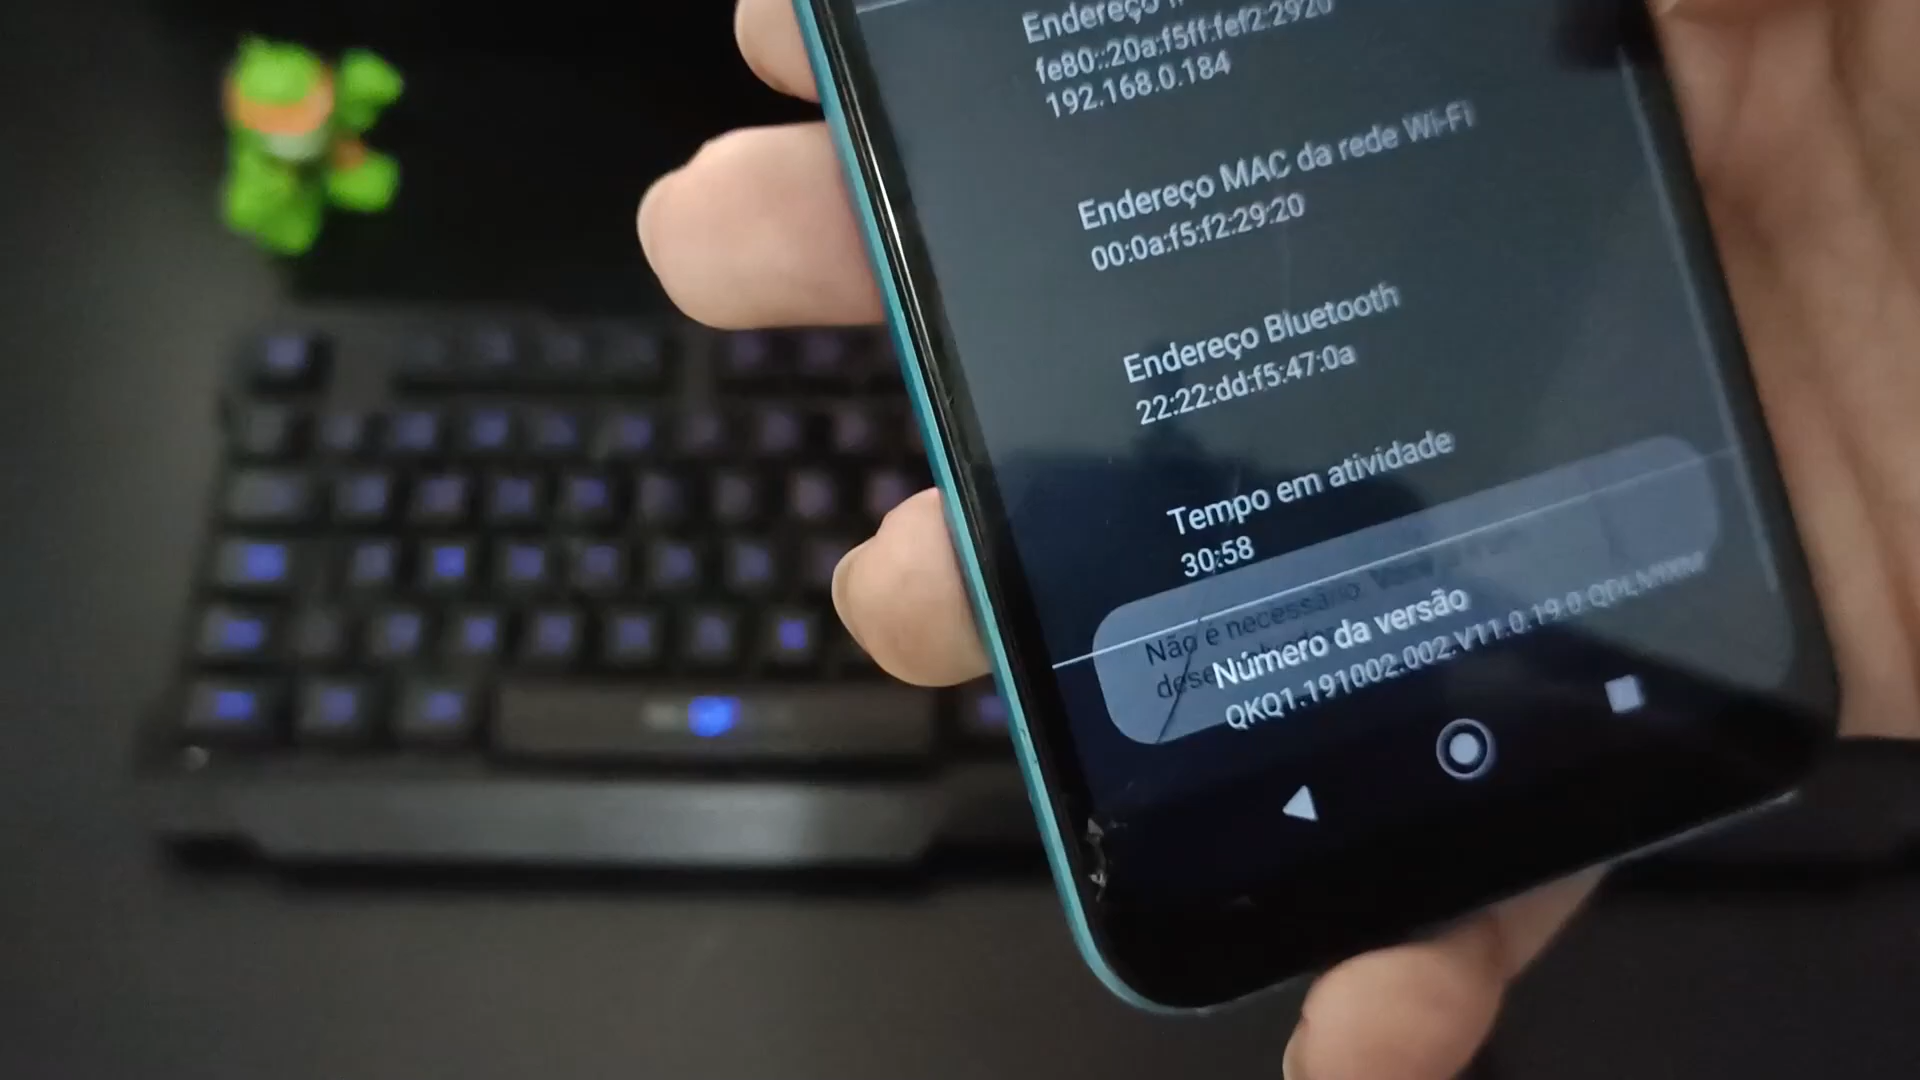 Endereço
fe80::20a:f5ff:fef2:2920
192.168.0.184
Endereço MAC da rede Wi-Fi
00:0a:f5:f2:29:20
Endereço Bluetooth
22:22:dd:f5:47:0a
Tempo em atividade
30:58
Não é necessário.
Número da versão
QKQ1.191002.002.V11.0.19.0.QDLMIXM